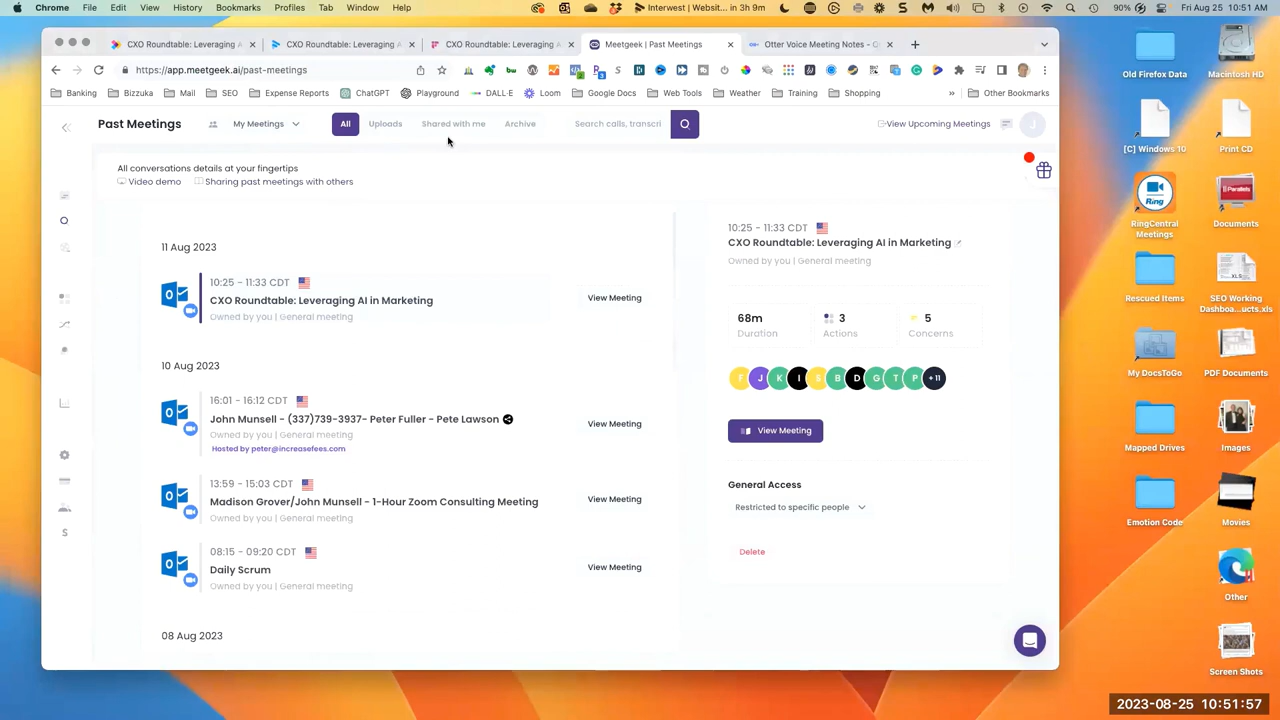 Chrome File Edit View History Bookmarks Profiles Tab Window Help Interwest | Websit... in 3h 9m 90% Fri Aug 25 10:51 AM
CXO Roundtable: Leveraging A CXO Roundtable: Leveraging A CXO Roundtable: Leveraging A Meetgeek | Past Meetings Otter Voice Meeting Notes - O
https://app.meetgeek.ai/past-meetings
Banking Bizzuka Mail SEO Expense Reports ChatGPT Playground DALL·E Loom Google Docs Web Tools Weather Training Shopping » Other Bookmarks
Past Meetings My Meetings All Uploads Shared with me Archive Search calls, transcri View Upcoming Meetings J
All conversations details at your fingertips
Video demo Sharing past meetings with others
11 Aug 2023
10:25 - 11:33 CDT
CXO Roundtable: Leveraging AI in Marketing
Owned by you | General meeting
View Meeting
10 Aug 2023
16:01 - 16:12 CDT
John Munsell - (337)739-3937- Peter Fuller - Pete Lawson
Owned by you | General meeting
Hosted by peter@increasefees.com
View Meeting
13:59 - 15:03 CDT
Madison Grover/John Munsell - 1-Hour Zoom Consulting Meeting
Owned by you | General meeting
View Meeting
08:15 - 09:20 CDT
Daily Scrum
Owned by you | General meeting
View Meeting
08 Aug 2023
10:25 - 11:33 CDT
CXO Roundtable: Leveraging AI in Marketing
Owned by you | General meeting
68m 3 5
Duration Actions Concerns
F J K I S B D G T P +11
View Meeting
General Access
Restricted to specific people
Delete
Old Firefox Data
Macintosh HD
[C] Windows 10
Print CD
RingCentral
Meetings
Documents
Rescued Items
SEO Working
Dashboa...ucts.xls
My DocsToGo
PDF Documents
Mapped Drives
Images
Emotion Code
Movies
Other
Screen Shots
2023-08-25 10:51:57